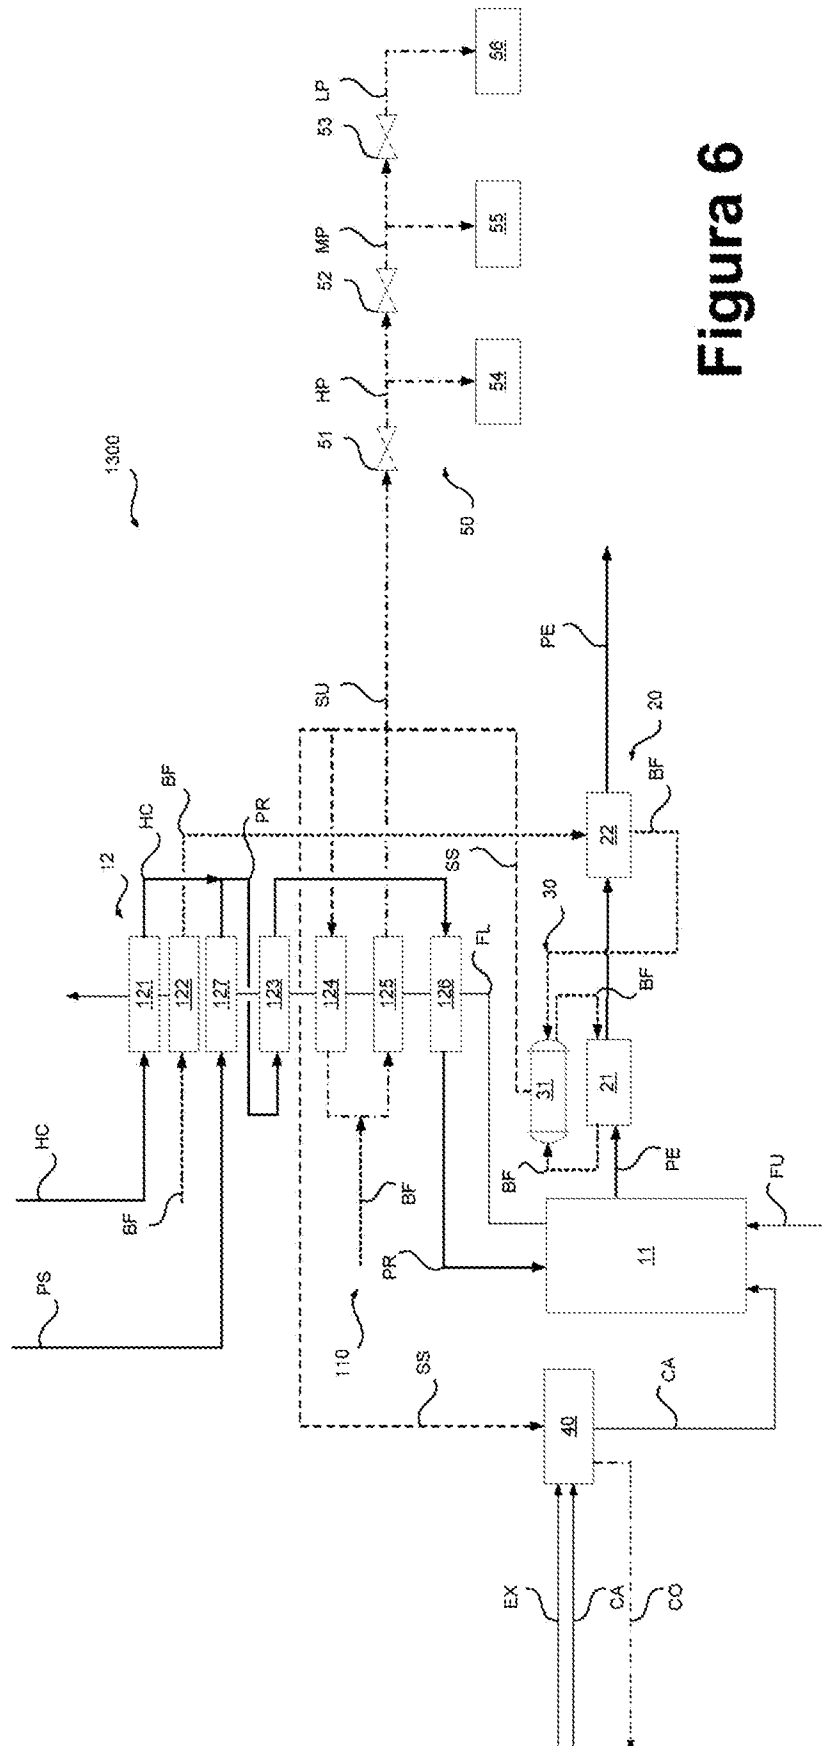 PS
HC
1300
12
HC
BF
BF
121
122
127
PR
123
SU
51
HP
52
MP
53
LP
124
110
125
PR
BF
SS
126
SS
50
FL
54
55
56
EX
BF
31
30
PE
40
21
22
CA
11
BF
BF
20
CO
CA
PE
FU
Figura 6